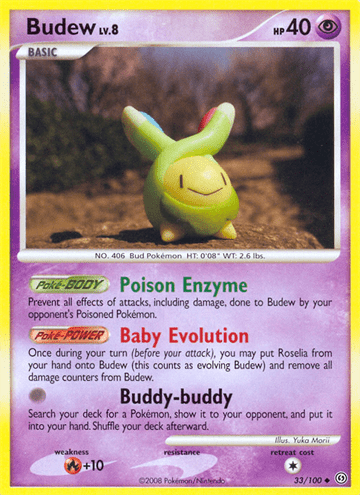 Budew LV.8 HP 40
BASIC
NO. 406 Bud Pokémon HT: 0'08" WT: 2.6 lbs.
Poké-BODY Poison Enzyme
Prevent all effects of attacks, including damage, done to Budew by your
opponent's Poisoned Pokémon.
Poké-POWER Baby Evolution
Once during your turn (before your attack), you may put Roselia from
your hand onto Budew (this counts as evolving Budew) and remove all
damage counters from Budew.
Buddy-buddy
Search your deck for a Pokémon, show it to your opponent, and put it
into your hand. Shuffle your deck afterward.
Illus. Yuka Morii
weakness resistance retreat cost
+10
©2008 Pokémon/Nintendo 33/100